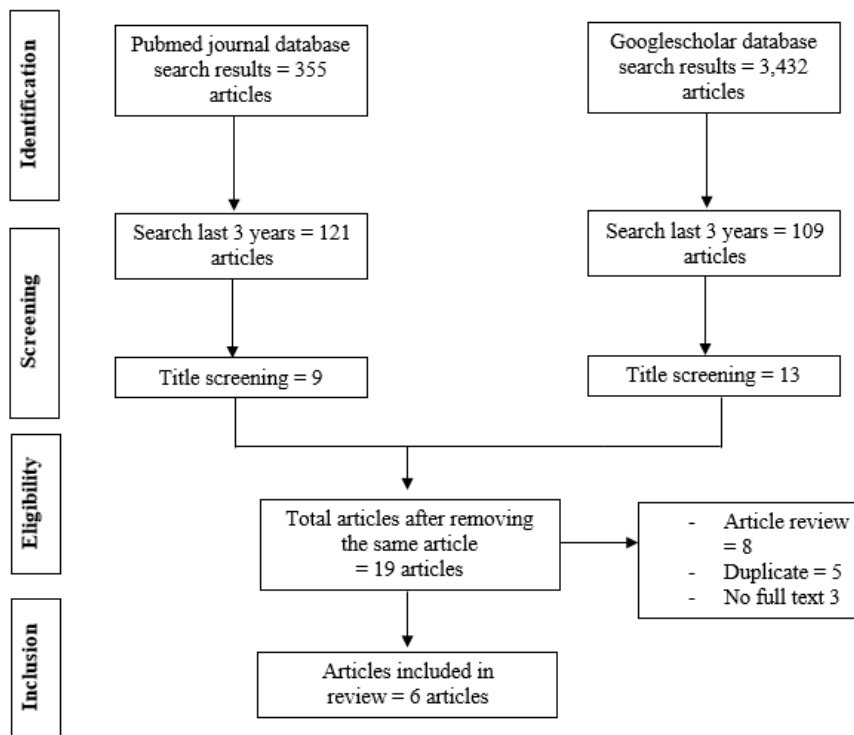 Identification
Pubmed journal database
search results = 355
articles
Googlescholar database
search results = 3,432
articles
Screening
Search last 3 years = 121
articles
Search last 3 years = 109
articles
Title screening = 9
Title screening = 13
Eligibility
Total articles after removing
the same article
= 19 articles
- Article review
= 8
- Duplicate = 5
- No full text 3
Inclusion
Articles included in
review = 6 articles